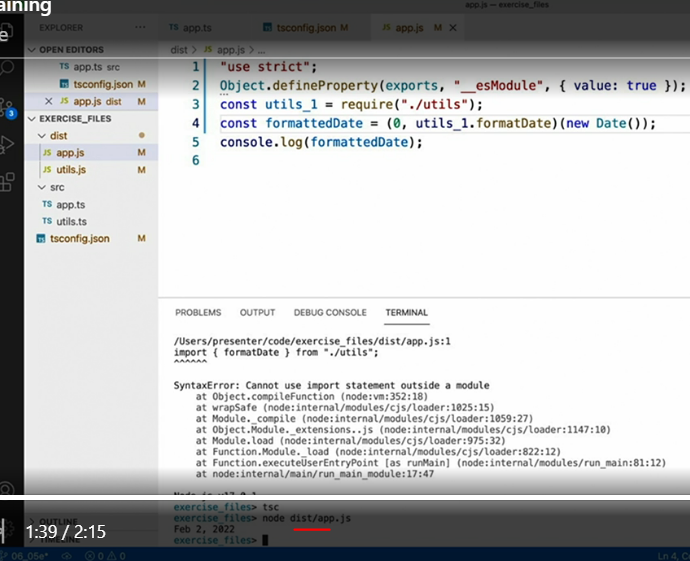 aining
e
app.js — exercise_files
EXPLORER
OPEN EDITORS
TS app.ts src
tsconfig.json M
JS app.js dist M
EXERCISE_FILES
dist
JS app.js M
JS utils.js M
src
TS app.ts
TS utils.ts
tsconfig.json M
3
TS app.ts
tsconfig.json M
JS app.js M
dist > JS app.js > ...
1 "use strict";
2 Object.defineProperty(exports, "__esModule", { value: true });
3 const utils_1 = require("./utils");
4 const formattedDate = (0, utils_1.formatDate)(new Date());
5 console.log(formattedDate);
6
PROBLEMS OUTPUT DEBUG CONSOLE TERMINAL
/Users/presenter/code/exercise_files/dist/app.js:1
import { formatDate } from "./utils";
^^^^^^
SyntaxError: Cannot use import statement outside a module
at Object.compileFunction (node:vm:352:18)
at wrapSafe (node:internal/modules/cjs/loader:1025:15)
at Module._compile (node:internal/modules/cjs/loader:1059:27)
at Object.Module._extensions..js (node:internal/modules/cjs/loader:1147:10)
at Module.load (node:internal/modules/cjs/loader:975:32)
at Function.Module._load (node:internal/modules/cjs/loader:822:12)
at Function.executeUserEntryPoint [as runMain] (node:internal/modules/run_main:81:12)
at node:internal/main/run_main_module:17:47
exercise_files> tsc
exercise_files> node dist/app.js
Feb 2, 2022
exercise_files>
OUTLINE
1:39 / 2:15
06_05e*
0 0
Ln 4, C